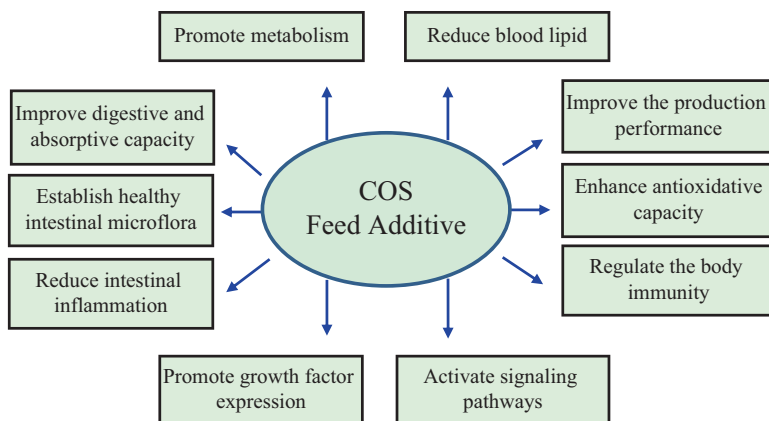 Promote metabolism
Reduce blood lipid
Improve digestive and
absorptive capacity
Improve the production
performance
Establish healthy
intestinal microflora
COS
Feed Additive
Enhance antioxidative
capacity
Reduce intestinal
inflammation
Regulate the body
immunity
Promote growth factor
expression
Activate signaling
pathways